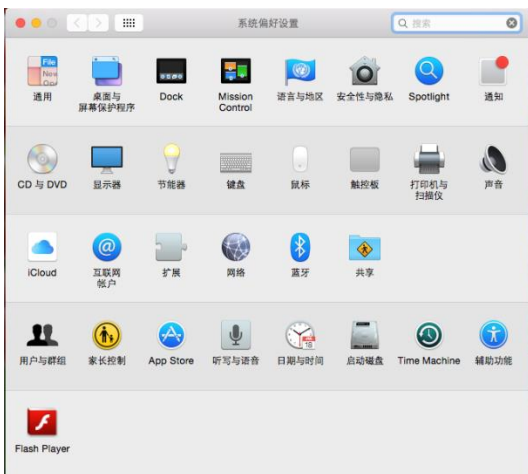 系统偏好设置
搜索
File
New
通用
桌面与
屏幕保护程序
Dock
Mission
Control
语言与地区
安全性与隐私
Spotlight
通知
CD 与 DVD
显示器
节能器
键盘
鼠标
触控板
打印机与
扫描仪
声音
iCloud
@
互联网
帐户
扩展
网络
蓝牙
共享
用户与群组
家长控制
App Store
听写与语音
18
日期与时间
启动磁盘
Time Machine
辅助功能
Flash Player